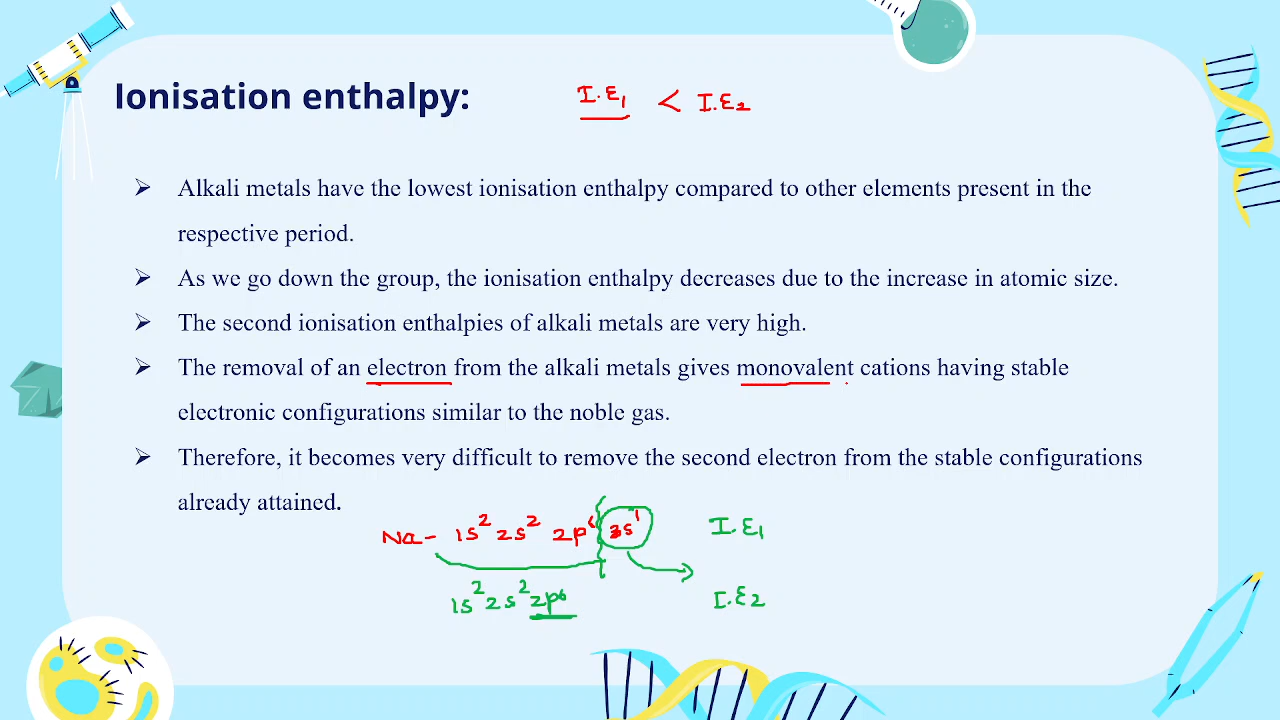 Ionisation enthalpy: I.E₁ < I.E₂
➢ Alkali metals have the lowest ionisation enthalpy compared to other elements present in the
respective period.
➢ As we go down the group, the ionisation enthalpy decreases due to the increase in atomic size.
➢ The second ionisation enthalpies of alkali metals are very high.
➢ The removal of an electron from the alkali metals gives monovalent cations having stable
electronic configurations similar to the noble gas.
➢ Therefore, it becomes very difficult to remove the second electron from the stable configurations
already attained.
Na - 1s² 2s² 2p⁶ 3s¹ I.E₁
1s² 2s² 2p⁶ I.E₂